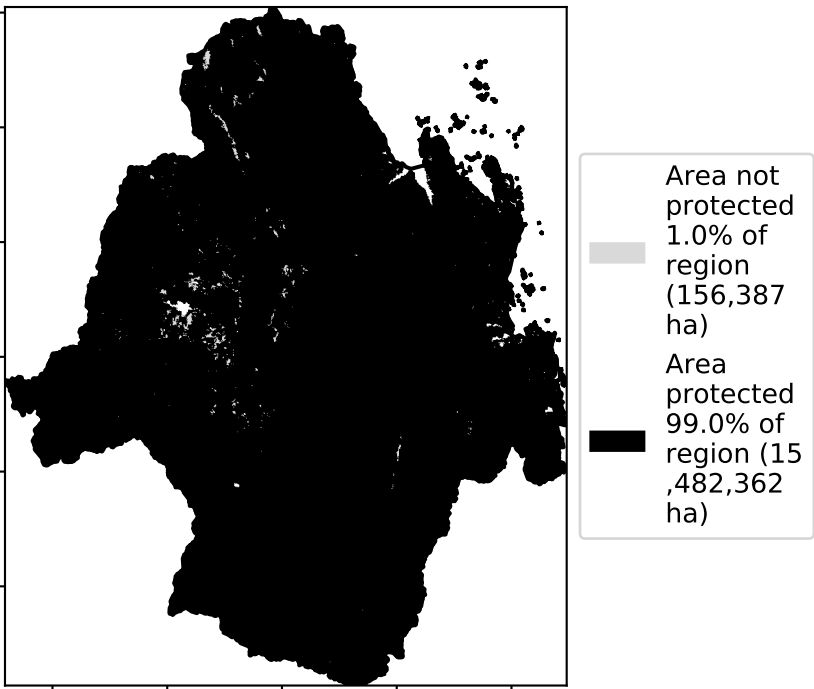 Area not
protected
1.0% of
region
(156,387
ha)
Area
protected
99.0% of
region (15
,482,362
ha)